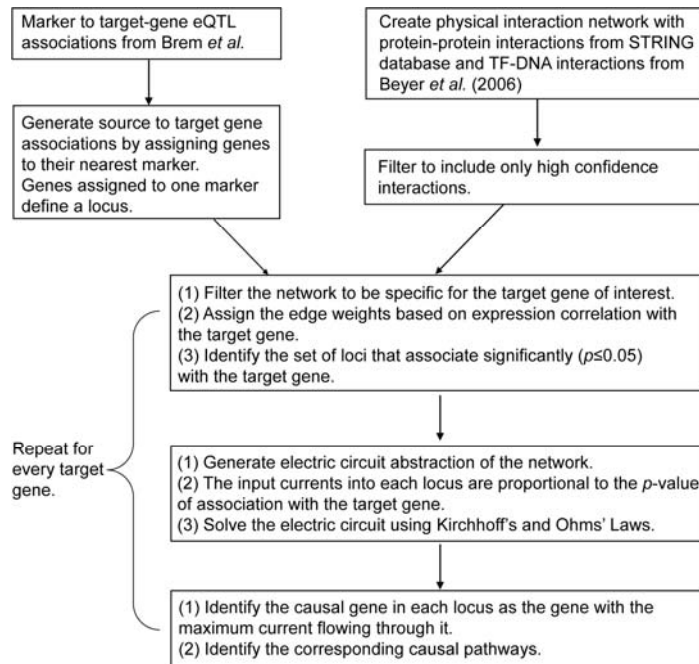 Marker to target-gene eQTL
associations from Brem et al.
Create physical interaction network with
protein-protein interactions from STRING
database and TF-DNA interactions from
Beyer et al. (2006)
Generate source to target gene
associations by assigning genes
to their nearest marker.
Genes assigned to one marker
define a locus.
Filter to include only high confidence
interactions.
(1) Filter the network to be specific for the target gene of interest.
(2) Assign the edge weights based on expression correlation with
the target gene.
(3) Identify the set of loci that associate significantly (p≤0.05)
with the target gene.
Repeat for
every target
gene.
(1) Generate electric circuit abstraction of the network.
(2) The input currents into each locus are proportional to the p-value
of association with the target gene.
(3) Solve the electric circuit using Kirchhoff's and Ohms' Laws.
(1) Identify the causal gene in each locus as the gene with the
maximum current flowing through it.
(2) Identify the corresponding causal pathways.